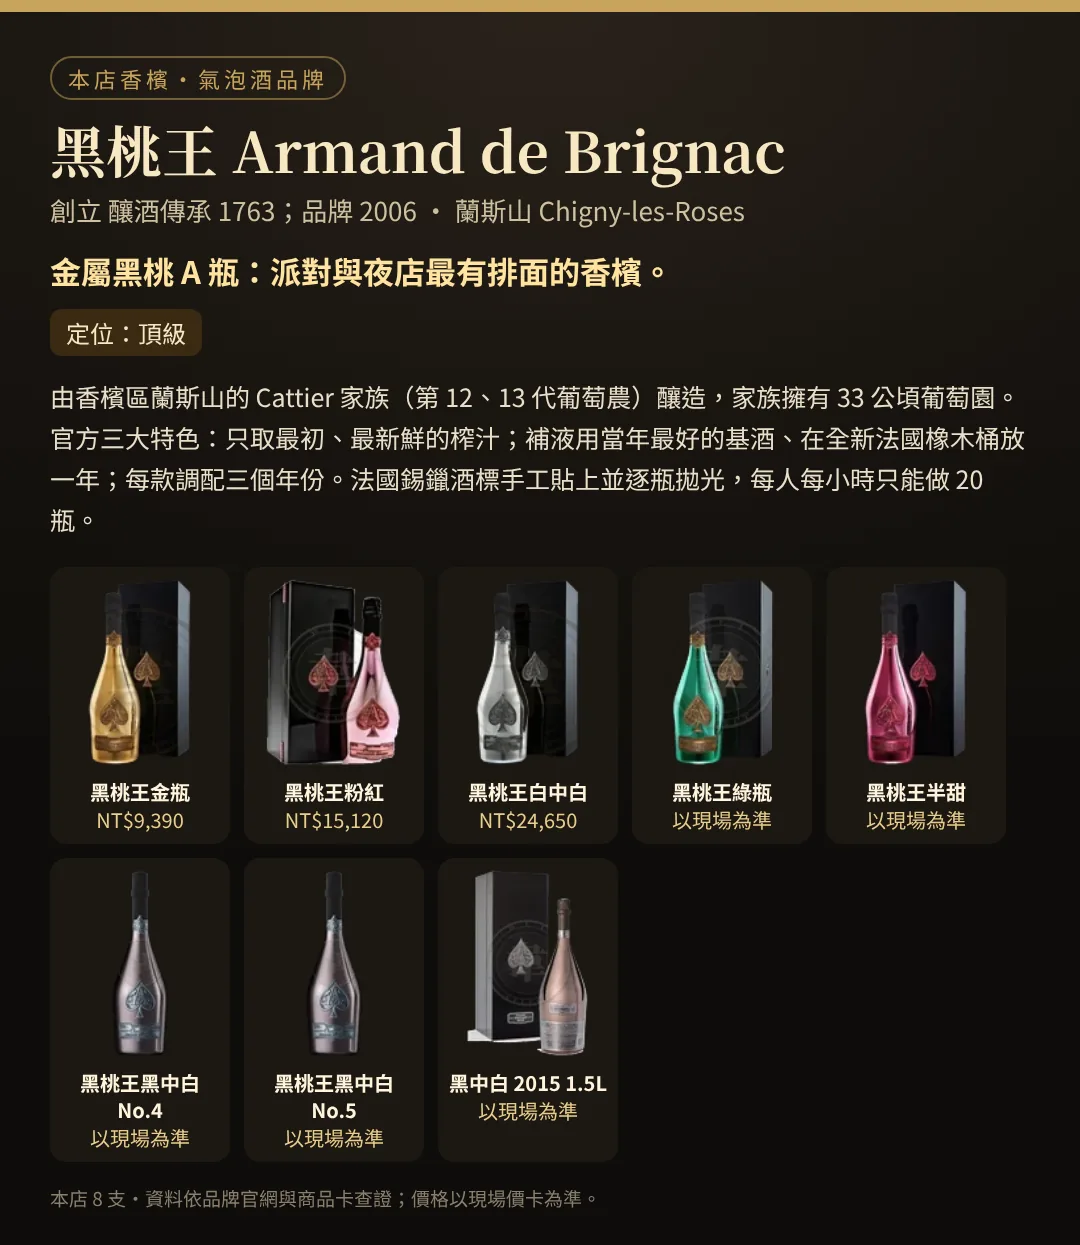 本店香檳・氣泡酒品牌
黑桃王 Armand de Brignac
創立 釀酒傳承 1763；品牌 2006 ・ 蘭斯山 Chigny-les-Roses
金屬黑桃 A 瓶：派對與夜店最有排面的香檳。
定位：頂級
由香檳區蘭斯山的 Cattier 家族（第 12、13 代葡萄農）釀造，家族擁有 33 公頃葡萄園。
官方三大特色：只取最初、最新鮮的榨汁；補液用當年最好的基酒、在全新法國橡木桶放
一年；每款調配三個年份。法國錫鑞酒標手工貼上並逐瓶拋光，每人每小時只能做 20
瓶。
黑桃王金瓶
NT$9,390
黑桃王粉紅
NT$15,120
黑桃王白中白
NT$24,650
黑桃王綠瓶
以現場為準
黑桃王半甜
以現場為準
黑桃王黑中白
No.4
以現場為準
黑桃王黑中白
No.5
以現場為準
黑中白 2015 1.5L
以現場為準
本店 8 支・資料依品牌官網與商品卡查證；價格以現場價卡為準。